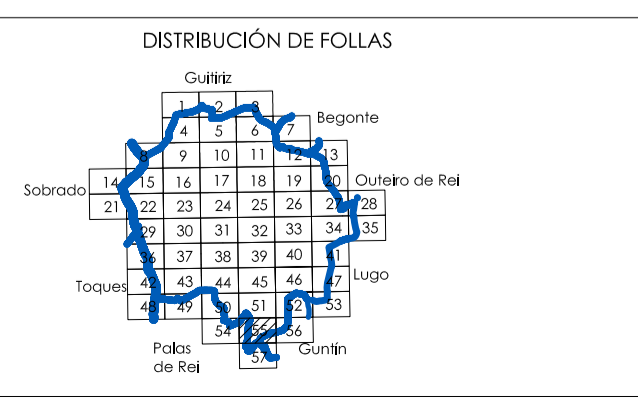 DISTRIBUCIÓN DE FOLLAS
Guitiriz
1 2 3
Begonte
4 5 6 7
8 9 10 11 12 13
Sobrado 14 15 16 17 18 19 20 Outeiro de Rei
21 22 23 24 25 26 27 28
29 30 31 32 33 34 35
36 37 38 39 40 41
Toques 42 43 44 45 46 47 Lugo
48 49 50 51 52 53
54 55 56
Palas de Rei
57
Guntín